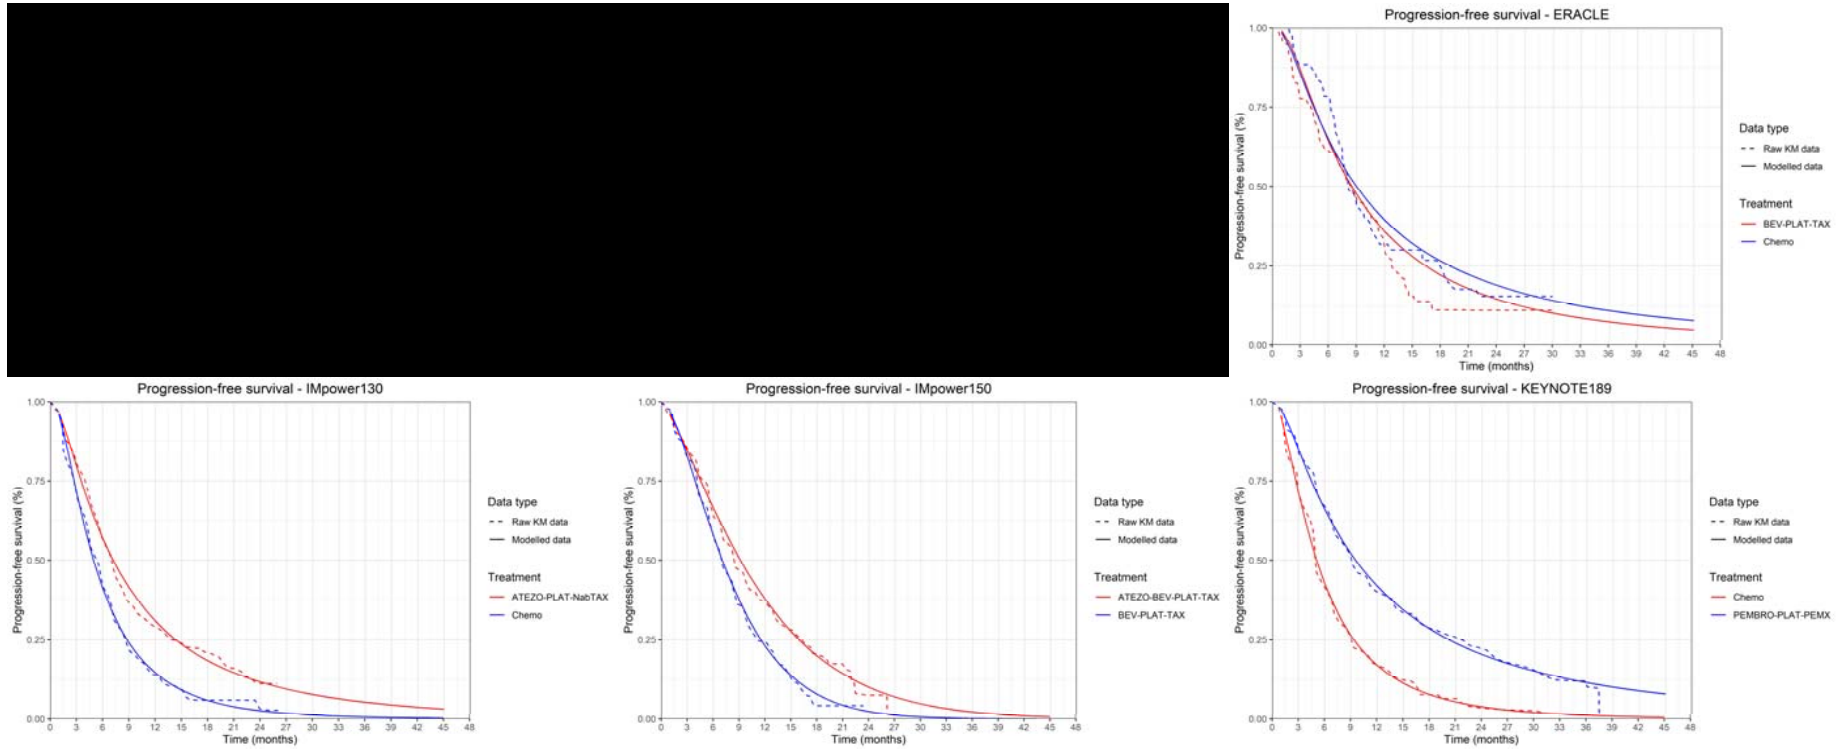 Progression-free survival - ERACLE
Progression-free survival (%)
1.00
0.75
0.50
0.25
0.00
0 3 6 9 12 15 18 21 24 27 30 33 36 39 42 45 48
Time (months)
Data type
Raw KM data
Modelled data
Treatment
BEV-PLAT-TAX
Chemo
Progression-free survival - IMpower130
Progression-free survival (%)
1.00
0.75
0.50
0.25
0.00
0 3 6 9 12 15 18 21 24 27 30 33 36 39 42 45 48
Time (months)
Data type
Raw KM data
Modelled data
Treatment
ATEZO-PLAT-NabTAX
Chemo
Progression-free survival - IMpower150
Progression-free survival (%)
1.00
0.75
0.50
0.25
0.00
0 3 6 9 12 15 18 21 24 27 30 33 36 39 42 45 48
Time (months)
Data type
Raw KM data
Modelled data
Treatment
ATEZO-BEV-PLAT-TAX
BEV-PLAT-TAX
Progression-free survival - KEYNOTE189
Progression-free survival (%)
1.00
0.75
0.50
0.25
0.00
0 3 6 9 12 15 18 21 24 27 30 33 36 39 42 45 48
Time (months)
Data type
Raw KM data
Modelled data
Treatment
Chemo
PEMBRO-PLAT-PEMX